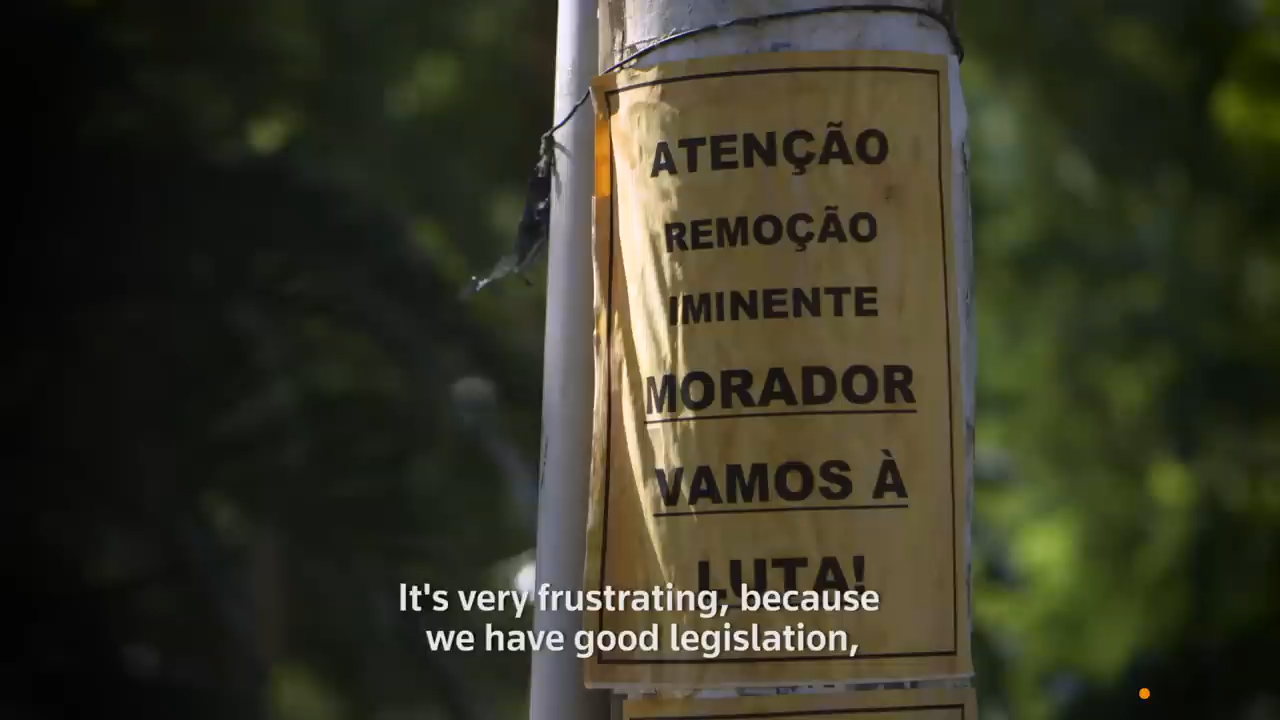 ATENÇÃO
REMOÇÃO
IMINENTE
MORADOR
VAMOS À
LUTA!
It's very frustrating, because
we have good legislation,